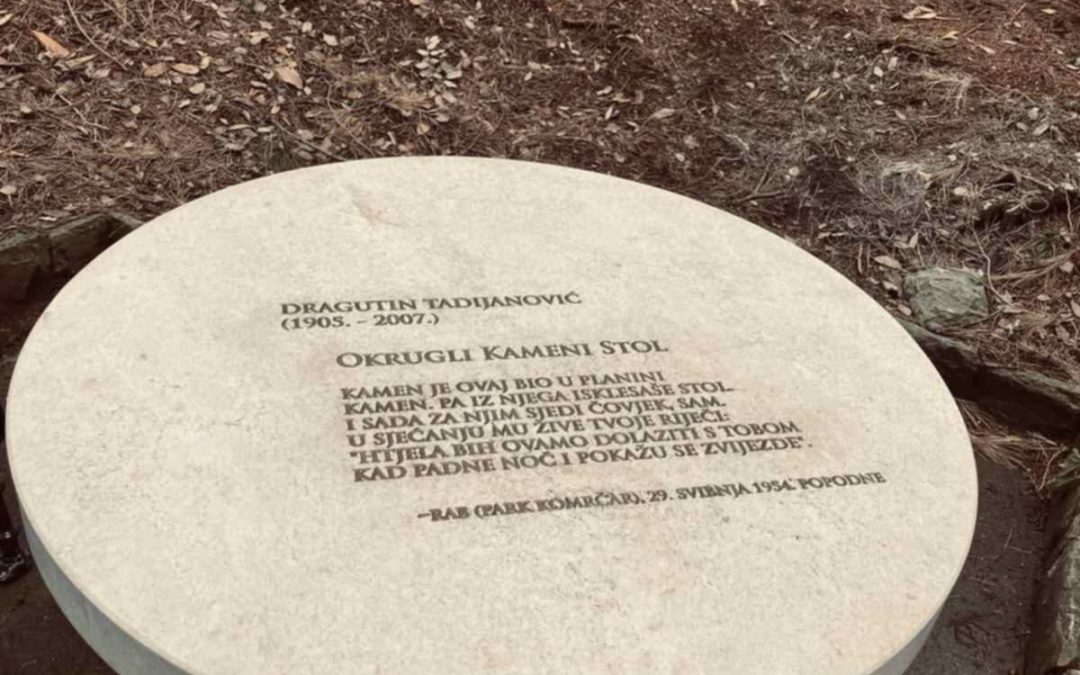 DRAGUTIN TADIJANOVIĆ
(1905. - 2007.)
OKRUGLI KAMENI STOL
KAMEN JE OVAJ BIO U PLANINI
KAMEN. PA IZ NJEGA ISKLESAŠE STOL.
I SADA ZA NJIM SJEDI ČOVJEK, SAM.
U SJEĆANJU MU ŽIVE TVOJE RIJEČI:
"HTJELA BIH OVAMO DOLAZITI S TOBOM
KAD PADNE NOĆ I POKAŽU SE ZVIJEZDE".
–RAB (PARK KOMRČAR), 29. SVIBNJA 1954. POPODNE